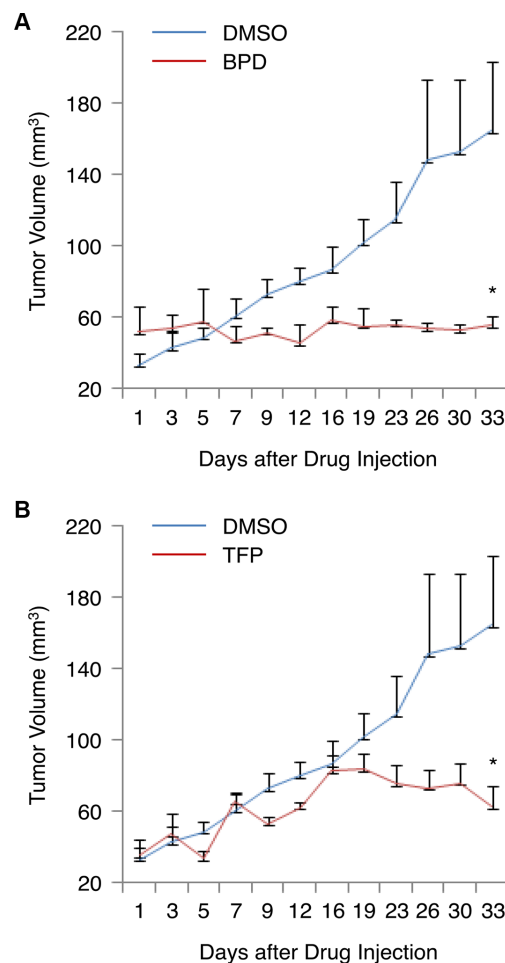 A
DMSO
BPD
Tumor Volume (mm³)
220
180
140
100
60
20
*
1 3 5 7 9 12 16 19 23 26 30 33
Days after Drug Injection
B
DMSO
TFP
Tumor Volume (mm³)
220
180
140
100
60
20
*
1 3 5 7 9 12 16 19 23 26 30 33
Days after Drug Injection